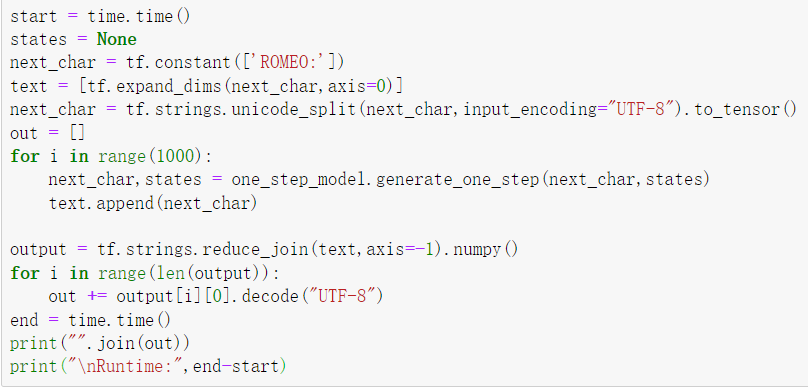 start = time.time()
states = None
next_char = tf.constant(['ROMEO:'])
text = [tf.expand_dims(next_char,axis=0)]
next_char = tf.strings.unicode_split(next_char,input_encoding="UTF-8").to_tensor()
out = []
for i in range(1000):
    next_char,states = one_step_model.generate_one_step(next_char,states)
    text.append(next_char)

output = tf.strings.reduce_join(text,axis=-1).numpy()
for i in range(len(output)):
    out += output[i][0].decode("UTF-8")
end = time.time()
print("".join(out))
print("\nRuntime:",end-start)